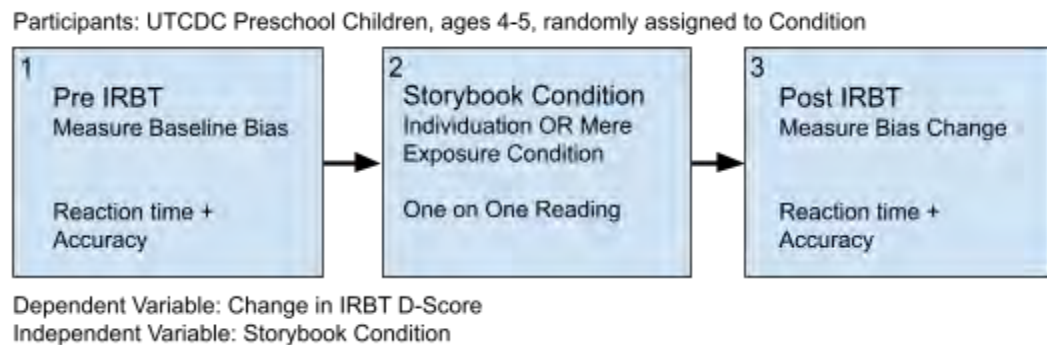 Participants: UTCDC Preschool Children, ages 4-5, randomly assigned to Condition
1
Pre IRBT
Measure Baseline Bias
Reaction time +
Accuracy
2
Storybook Condition
Individuation OR Mere
Exposure Condition
One on One Reading
3
Post IRBT
Measure Bias Change
Reaction time +
Accuracy
Dependent Variable: Change in IRBT D-Score
Independent Variable: Storybook Condition